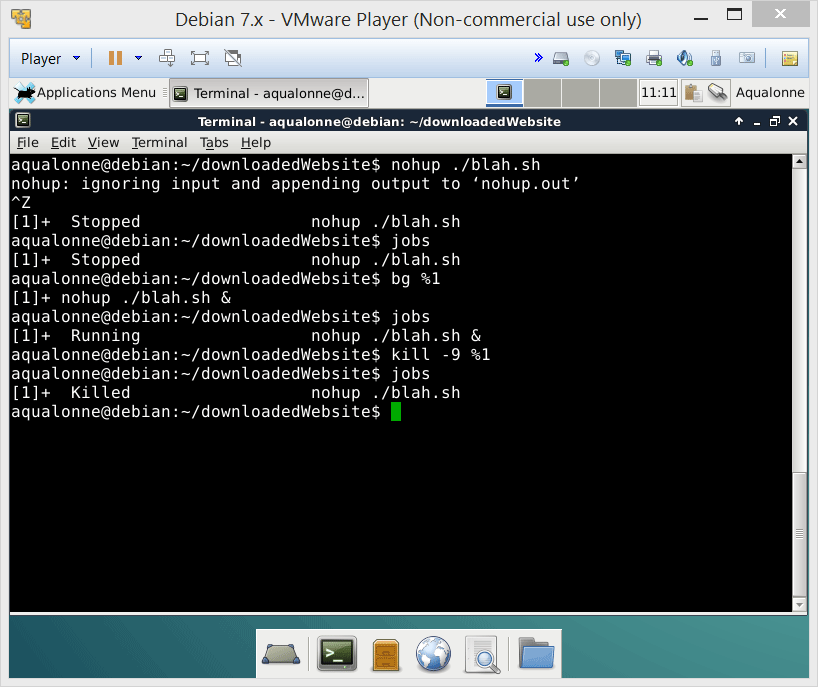 Debian 7.x - VMware Player (Non-commercial use only)
Player
Applications Menu
Terminal - aqualonne@d...
11:11
Aqualonne
Terminal - aqualonne@debian: ~/downloadedWebsite
File Edit View Terminal Tabs Help
aqualonne@debian:~/downloadedWebsite$ nohup ./blah.sh
nohup: ignoring input and appending output to ‘nohup.out’
^Z
[1]+  Stopped                 nohup ./blah.sh
aqualonne@debian:~/downloadedWebsite$ jobs
[1]+  Stopped                 nohup ./blah.sh
aqualonne@debian:~/downloadedWebsite$ bg %1
[1]+ nohup ./blah.sh &
aqualonne@debian:~/downloadedWebsite$ jobs
[1]+  Running                 nohup ./blah.sh &
aqualonne@debian:~/downloadedWebsite$ kill -9 %1
aqualonne@debian:~/downloadedWebsite$ jobs
[1]+  Killed                  nohup ./blah.sh
aqualonne@debian:~/downloadedWebsite$